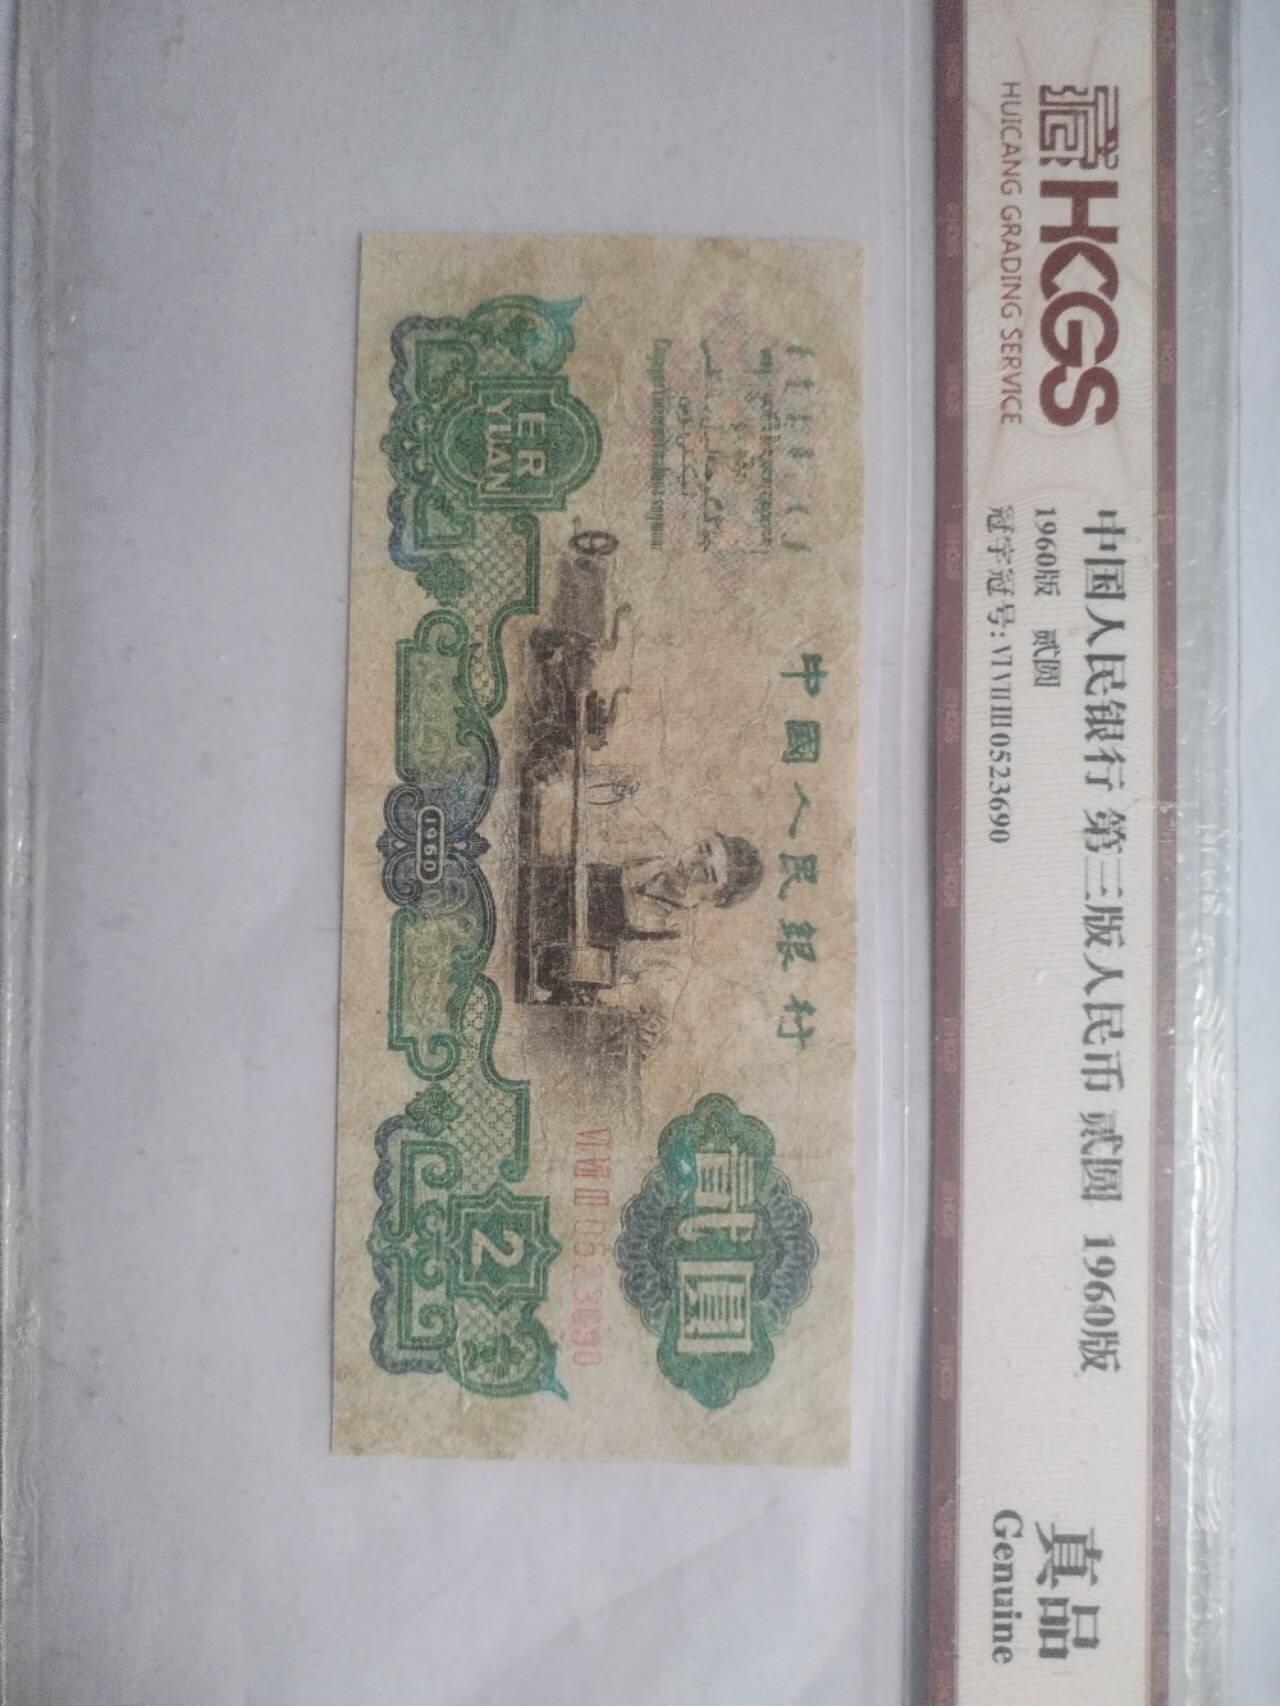 藏HCGS
HUICANG GRADING SERVICE
中国人民银行 第三版人民币 贰圆 1960版
1960版 贰圆
冠字冠号: VI VII III 0523690
真品
Genuine
中國人民銀行
貳圓
ER
YUAN
VI VII III 0523690
2
1960